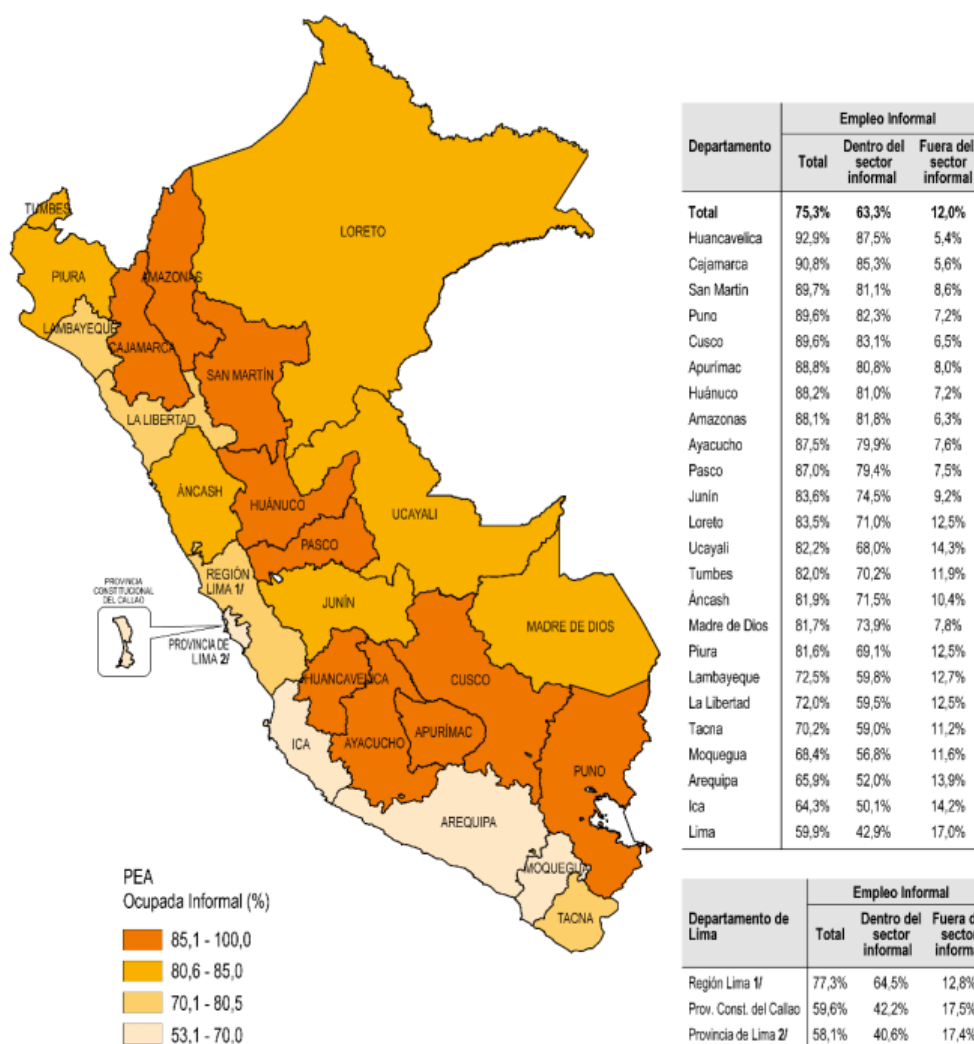 TUMBES
PIURA
LAMBAYEQUE
CAJAMARCA
AMAZONAS
LORETO
SAN MARTÍN
LA LIBERTAD
ÀNCASH
HUÁNUCO
PASCO
UCAYALI
REGIÓN
LIMA 1/
JUNÍN
PROVINCIA
CONSTITUCIONAL
DEL CALLAO
PROVINCIA DE
LIMA 2/
MADRE DE DIOS
HUANCAVELICA
CUSCO
ICA
AYACUCHO
APURÍMAC
PUNO
AREQUIPA
MOQUEGUA
TACNA
PEA
Ocupada Informal (%)
85,1 - 100,0
80,6 - 85,0
70,1 - 80,5
53,1 - 70,0
Departamento
Empleo Informal
Total Dentro del sector informal Fuera del sector informal
Total 75,3% 63,3% 12,0%
Huancavelica 92,9% 87,5% 5,4%
Cajamarca 90,8% 85,3% 5,6%
San Martin 89,7% 81,1% 8,6%
Puno 89,6% 82,3% 7,2%
Cusco 89,6% 83,1% 6,5%
Apurímac 88,8% 80,8% 8,0%
Huánuco 88,2% 81,0% 7,2%
Amazonas 88,1% 81,8% 6,3%
Ayacucho 87,5% 79,9% 7,6%
Pasco 87,0% 79,4% 7,5%
Junín 83,6% 74,5% 9,2%
Loreto 83,5% 71,0% 12,5%
Ucayali 82,2% 68,0% 14,3%
Tumbes 82,0% 70,2% 11,9%
Àncash 81,9% 71,5% 10,4%
Madre de Dios 81,7% 73,9% 7,8%
Piura 81,6% 69,1% 12,5%
Lambayeque 72,5% 59,8% 12,7%
La Libertad 72,0% 59,5% 12,5%
Tacna 70,2% 59,0% 11,2%
Moquegua 68,4% 56,8% 11,6%
Arequipa 65,9% 52,0% 13,9%
Ica 64,3% 50,1% 14,2%
Lima 59,9% 42,9% 17,0%
Departamento de Lima
Empleo Informal
Total Dentro del sector informal Fuera d sector informa
Región Lima 1/ 77,3% 64,5% 12,8%
Prov. Const. del Callao 59,6% 42,2% 17,5%
Provincia de Lima 2/ 58,1% 40,6% 17,4%